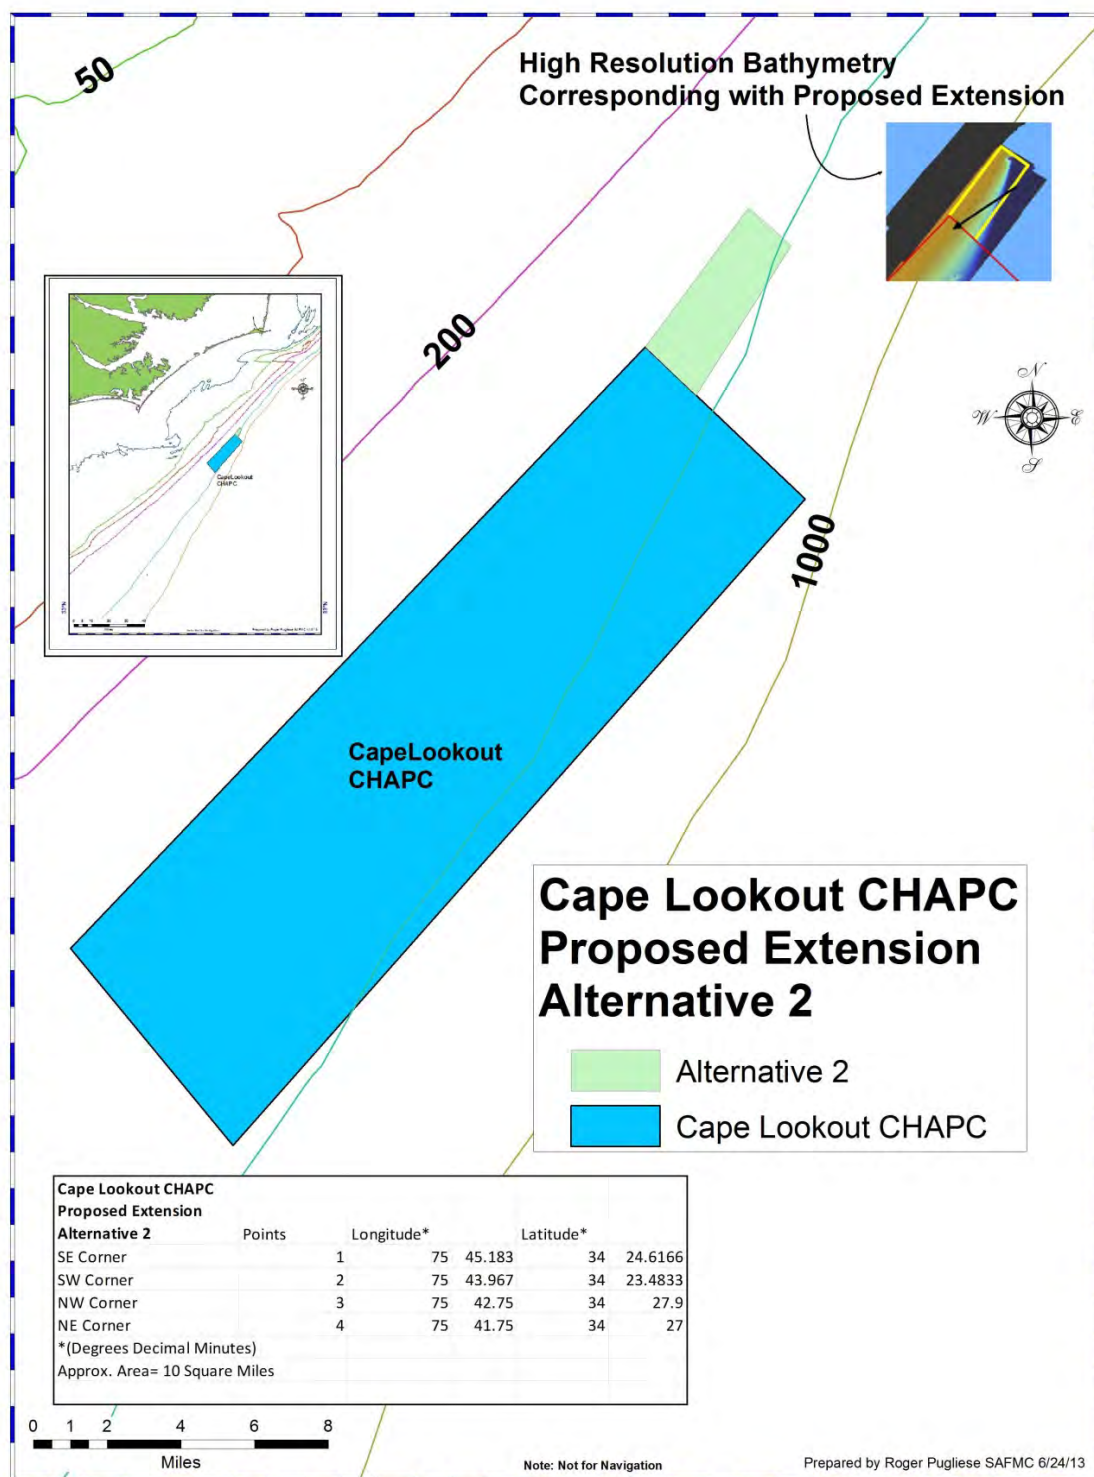 50
High Resolution Bathymetry
Corresponding with Proposed Extension
200
N
W
E
S
CapeLookout
CHAPC
1000
CapeLookout
CHAPC
Cape Lookout CHAPC
Proposed Extension
Alternative 2
Alternative 2
Cape Lookout CHAPC
Cape Lookout CHAPC
Proposed Extension
Alternative 2 Points Longitude* Latitude*
SE Corner 1 75 45.183 34 24.6166
SW Corner 2 75 43.967 34 23.4833
NW Corner 3 75 42.75 34 27.9
NE Corner 4 75 41.75 34 27
*(Degrees Decimal Minutes)
Approx. Area= 10 Square Miles
0 1 2 4 6 8
Miles
Note: Not for Navigation
Prepared by Roger Pugliese SAFMC 6/24/13